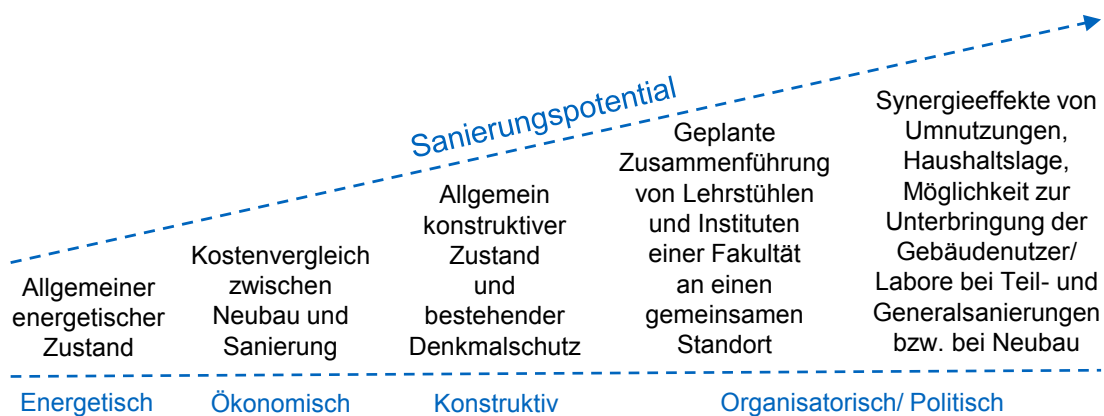 Sanierungspotential
Allgemeiner
energetischer
Zustand
Kostenvergleich
zwischen
Neubau und
Sanierung
Allgemein
konstruktiver
Zustand
und
bestehender
Denkmalschutz
Geplante
Zusammenführung
von Lehrstühlen
und Instituten
einer Fakultät
an einen
gemeinsamen
Standort
Synergieeffekte von
Umnutzungen,
Haushaltslage,
Möglichkeit zur
Unterbringung der
Gebäudenutzer/
Labore bei Teil- und
Generalsanierungen
bzw. bei Neubau
Energetisch
Ökonomisch
Konstruktiv
Organisatorisch/ Politisch